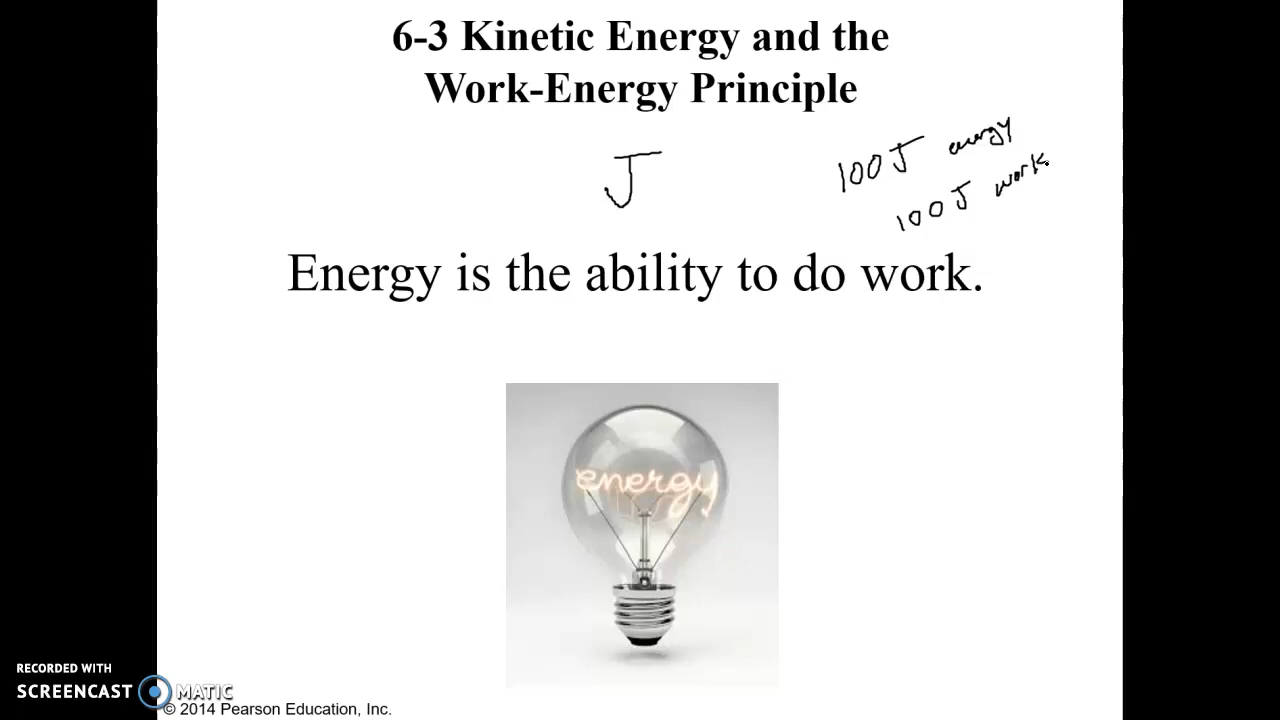 6-3 Kinetic Energy and the
Work-Energy Principle
J
100 J energy
100 J work
Energy is the ability to do work.
energy
RECORDED WITH
SCREENCAST MATIC
© 2014 Pearson Education, Inc.